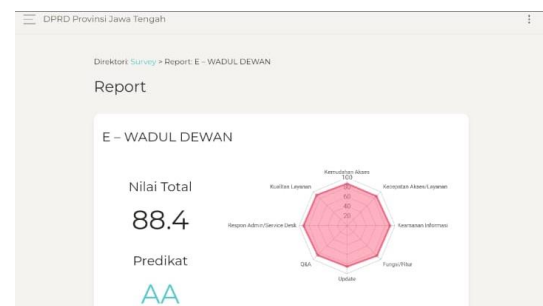 DPRD Provinsi Jawa Tengah
Direktori: Survey > Report: E – WADUL DEWAN
Report
E – WADUL DEWAN
Nilai Total
88.4
Predikat
AA
Kemudahan Akses
100
80
60
40
20
Kecepatan Akses/Layanan
Keamanan Informasi
Fungsi/Fitur
Update
Q&A
Respon Admin/Service Desk
Kualitas Layanan